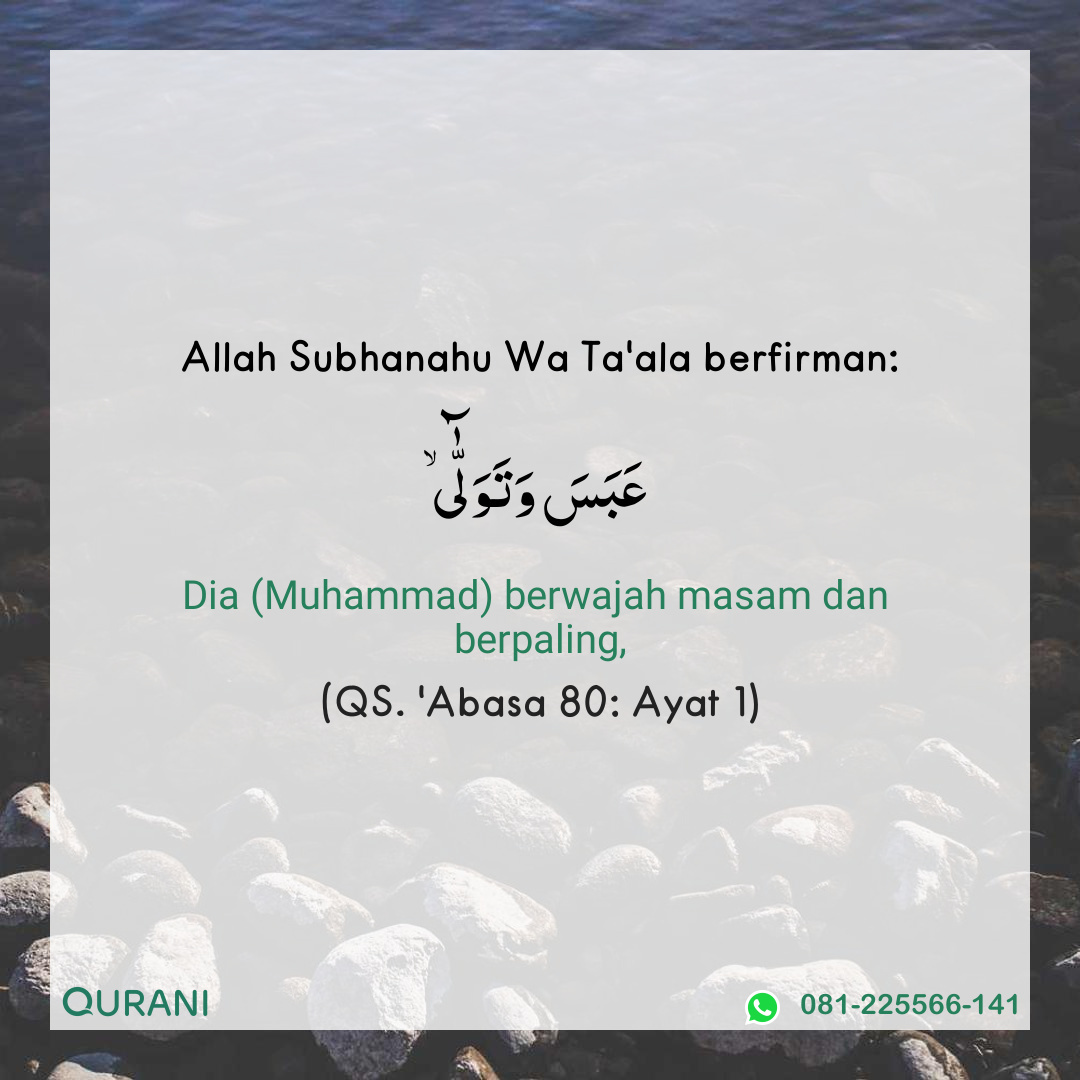 Allah Subhanahu Wa Ta'ala berfirman:
عَبَسَ وَتَوَلّٰىٓ ۙ
Dia (Muhammad) berwajah masam dan
berpaling,
(QS. 'Abasa 80: Ayat 1)
QURANI
081-225566-141